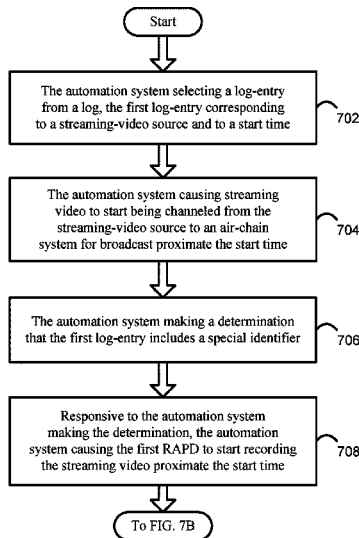 Start
The automation system selecting a log-entry
from a log, the first log-entry corresponding
to a streaming-video source and to a start time
702
The automation system causing streaming
video to start being channeled from the
streaming-video source to an air-chain
system for broadcast proximate the start time
704
The automation system making a determination
that the first log-entry includes a special identifier
706
Responsive to the automation system
making the determination, the automation
system causing the first RAPD to start recording
the streaming video proximate the start time
708
To FIG. 7B